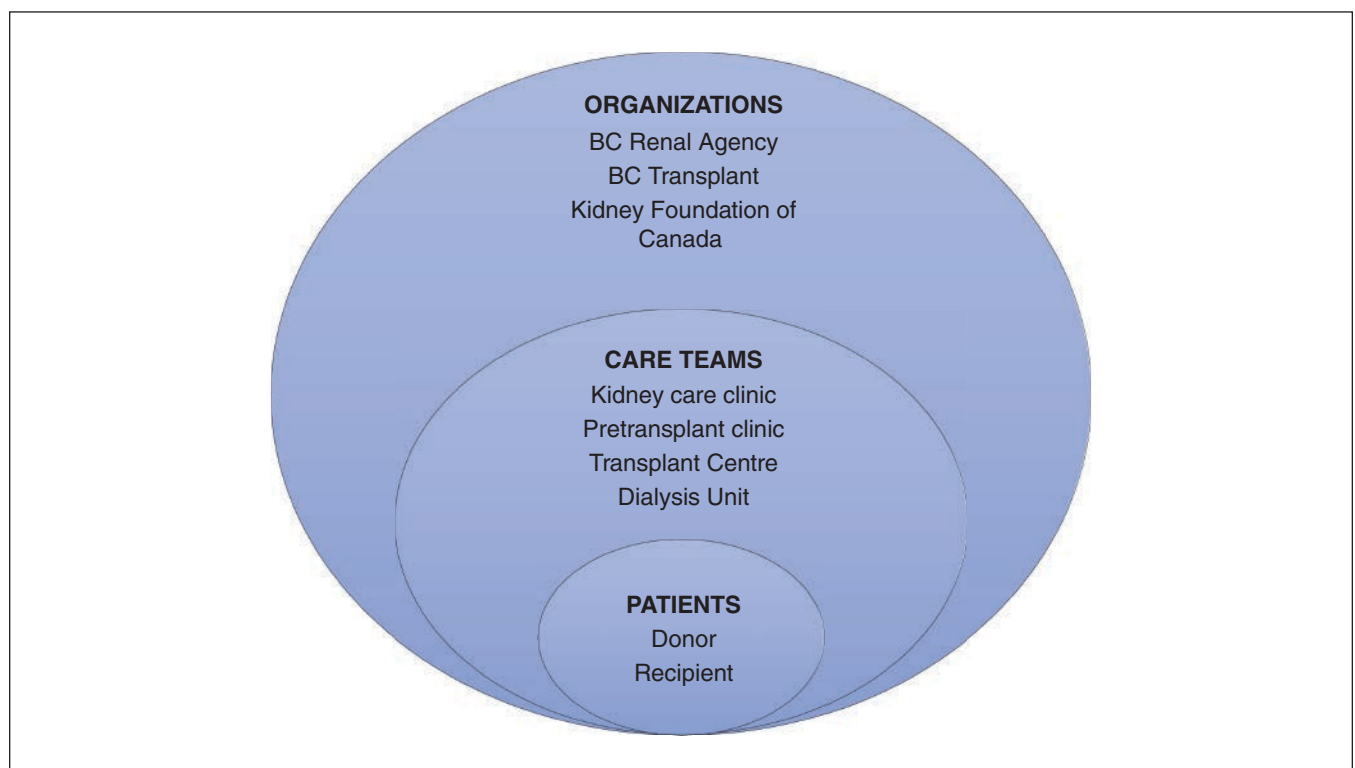 ORGANIZATIONS
BC Renal Agency
BC Transplant
Kidney Foundation of
Canada
CARE TEAMS
Kidney care clinic
Pretransplant clinic
Transplant Centre
Dialysis Unit
PATIENTS
Donor
Recipient